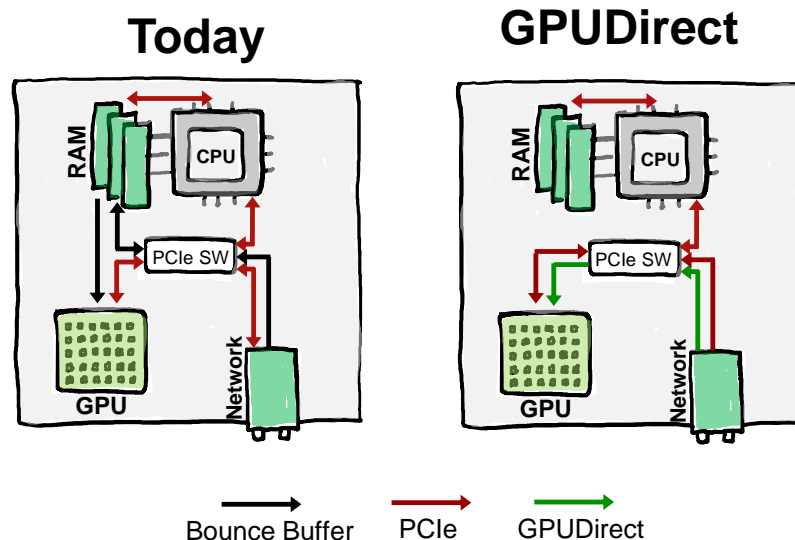 Today
GPUDirect
RAM
CPU
PCIe SW
GPU
Network
RAM
CPU
PCIe SW
GPU
Network
Bounce Buffer
PCIe
GPUDirect